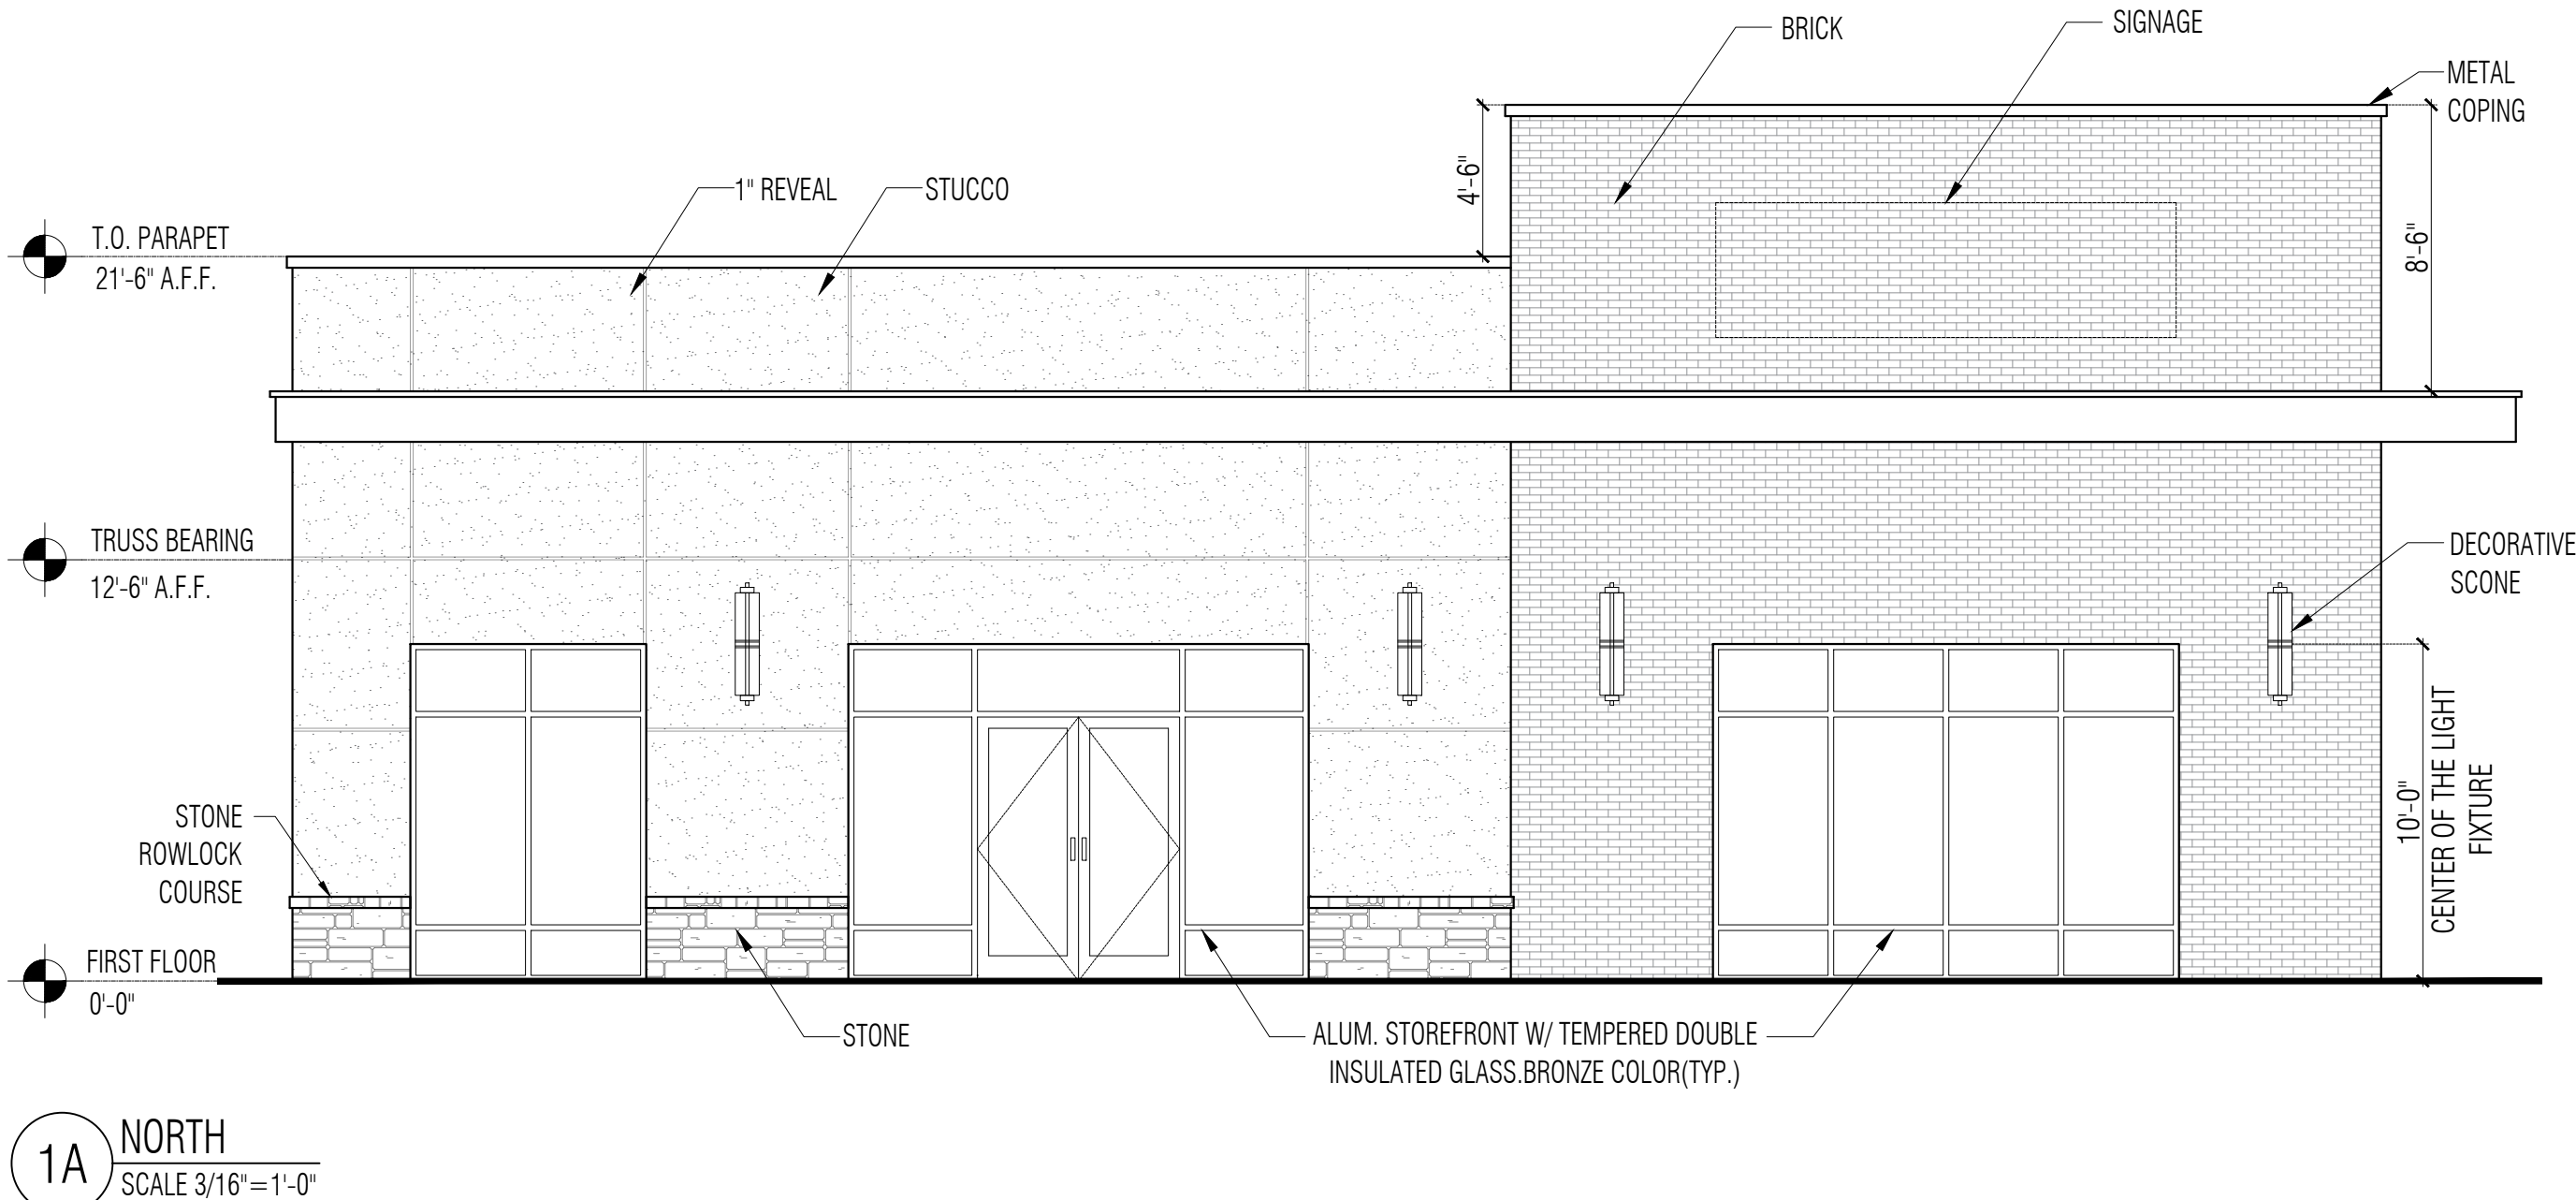 BRICK
SIGNAGE
METAL
COPING
4'-6"
1" REVEAL
STUCCO
8'-6"
T.O. PARAPET
21'-6" A.F.F.
TRUSS BEARING
12'-6" A.F.F.
DECORATIVE
SCONE
STONE
ROWLOCK
COURSE
10'-0"
CENTER OF THE LIGHT
FIXTURE
FIRST FLOOR
0'-0"
STONE
ALUM. STOREFRONT W/ TEMPERED DOUBLE
INSULATED GLASS.BRONZE COLOR(TYP.)
1A
NORTH
SCALE 3/16"=1'-0"